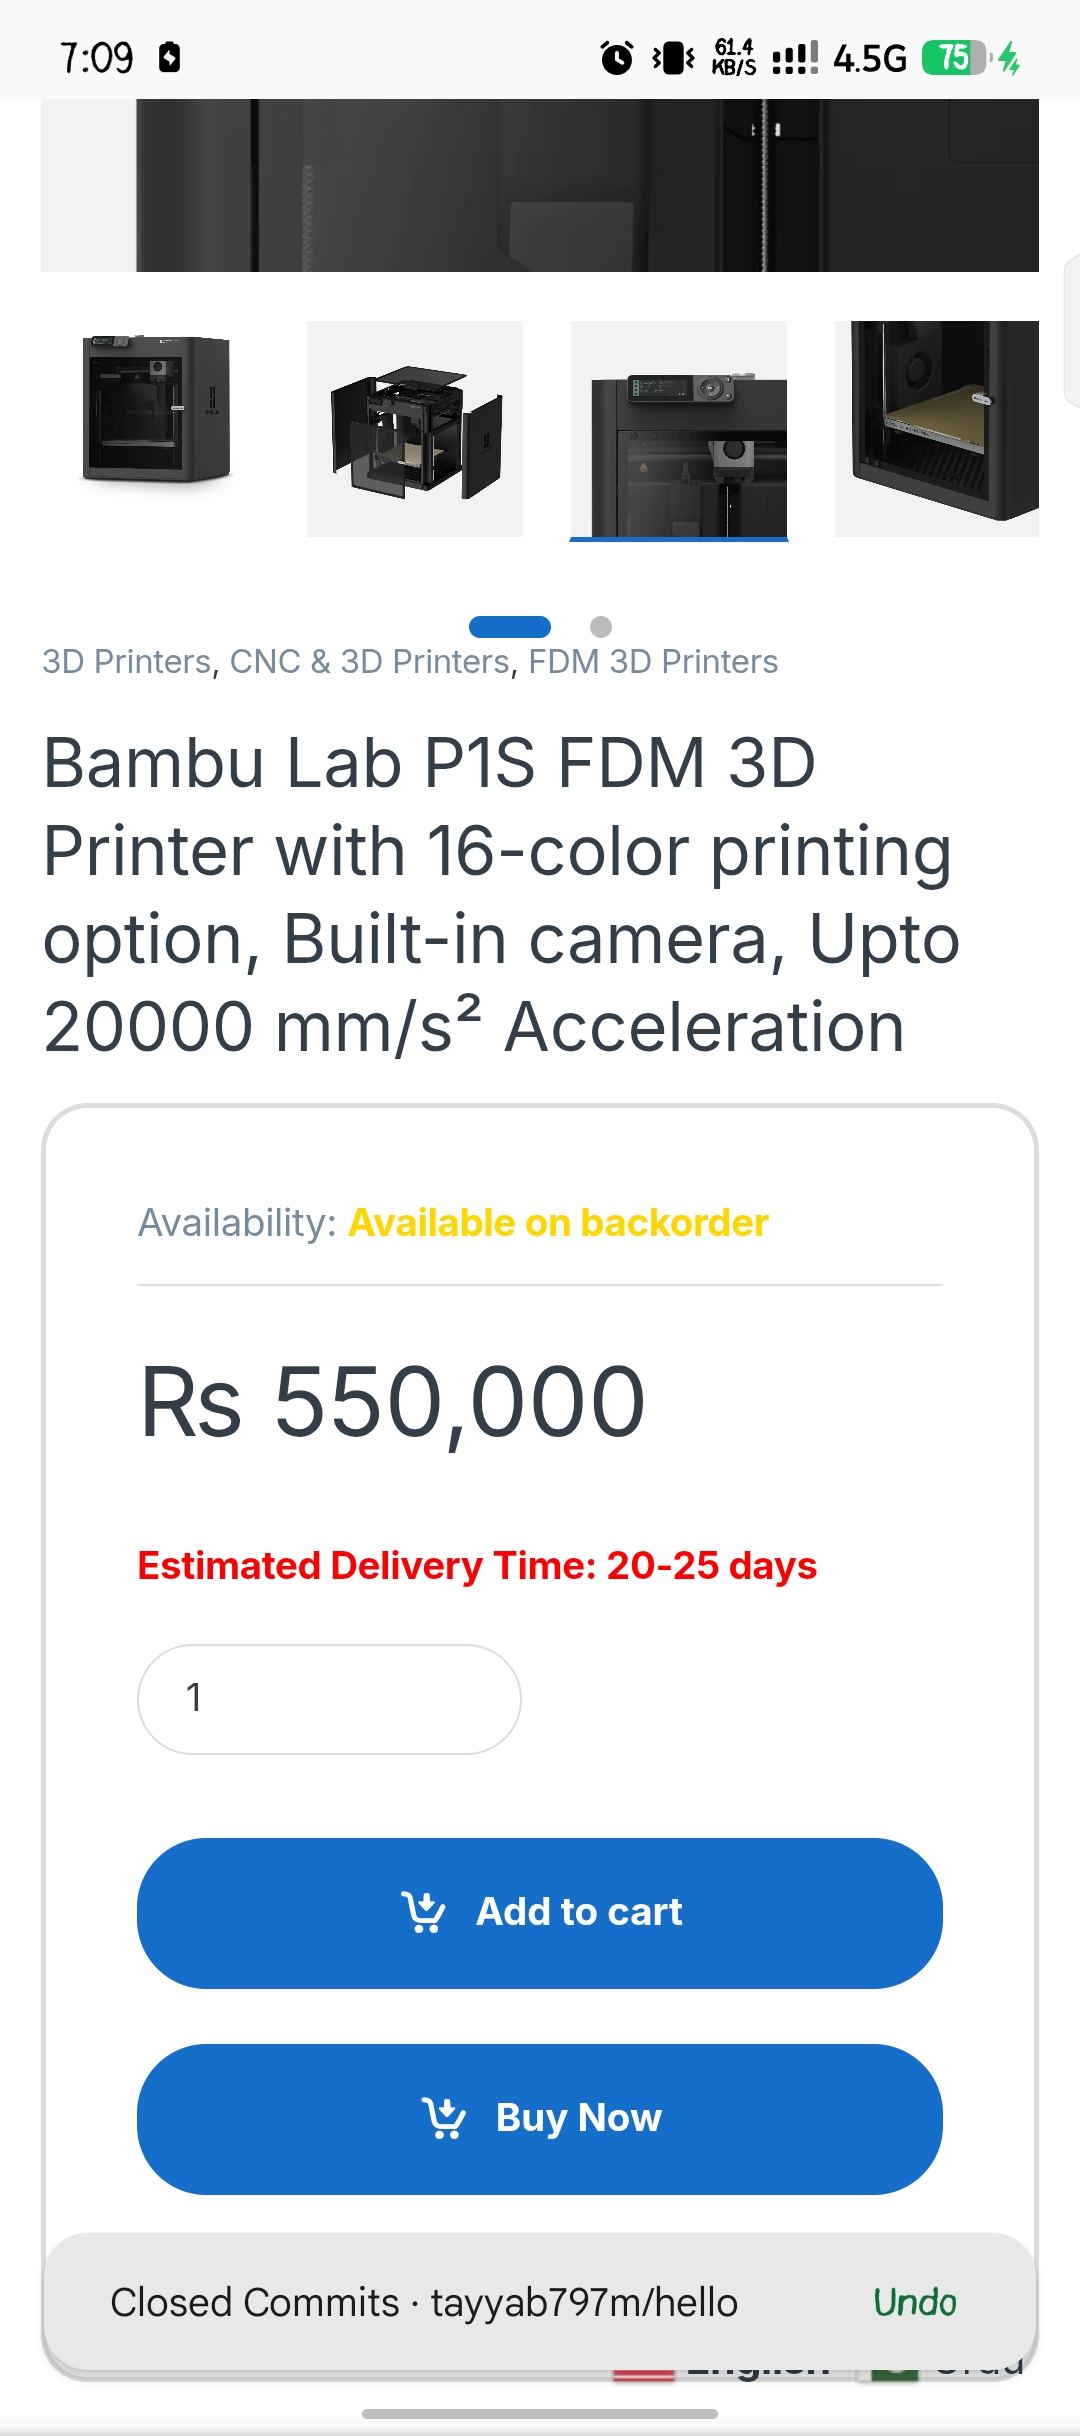 7:09
61.4
KB/S
4.5G
75
3D Printers, CNC & 3D Printers, FDM 3D Printers
Bambu Lab P1S FDM 3D
Printer with 16-color printing
option, Built-in camera, Upto
20000 mm/s² Acceleration
Availability: Available on backorder
Rs 550,000
Estimated Delivery Time: 20-25 days
1
Add to cart
Buy Now
Closed Commits · tayyab797m/hello
Undo
English
Urdu